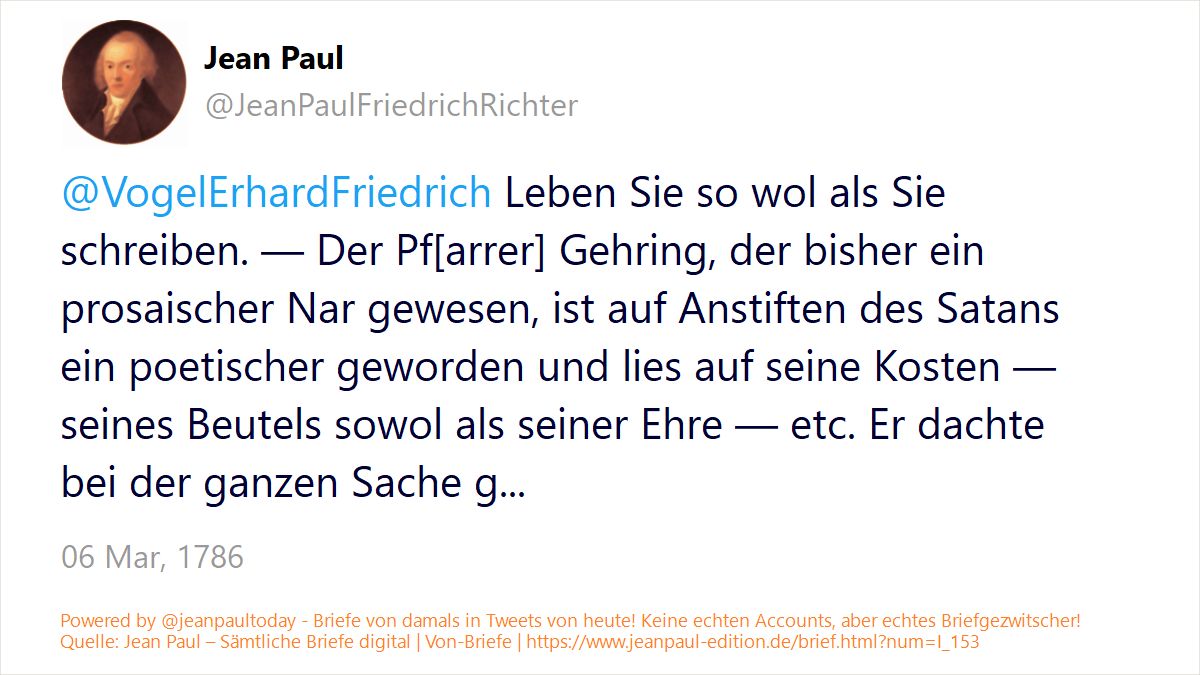 Jean Paul
@JeanPaulFriedrichRichter
@VogelErhardFriedrich Leben Sie so wol als Sie
schreiben. — Der Pf[arrer] Gehring, der bisher ein
prosaischer Nar gewesen, ist auf Anstiften des Satans
ein poetischer geworden und lies auf seine Kosten —
seines Beutels sowol als seiner Ehre — etc. Er dachte
bei der ganzen Sache g...
06 Mar, 1786
Powered by @jeanpaultoday - Briefe von damals in Tweets von heute! Keine echten Accounts, aber echtes Briefgezwitscher!
Quelle: Jean Paul – Sämtliche Briefe digital | Von-Briefe | https://www.jeanpaul-edition.de/brief.html?num=I_153